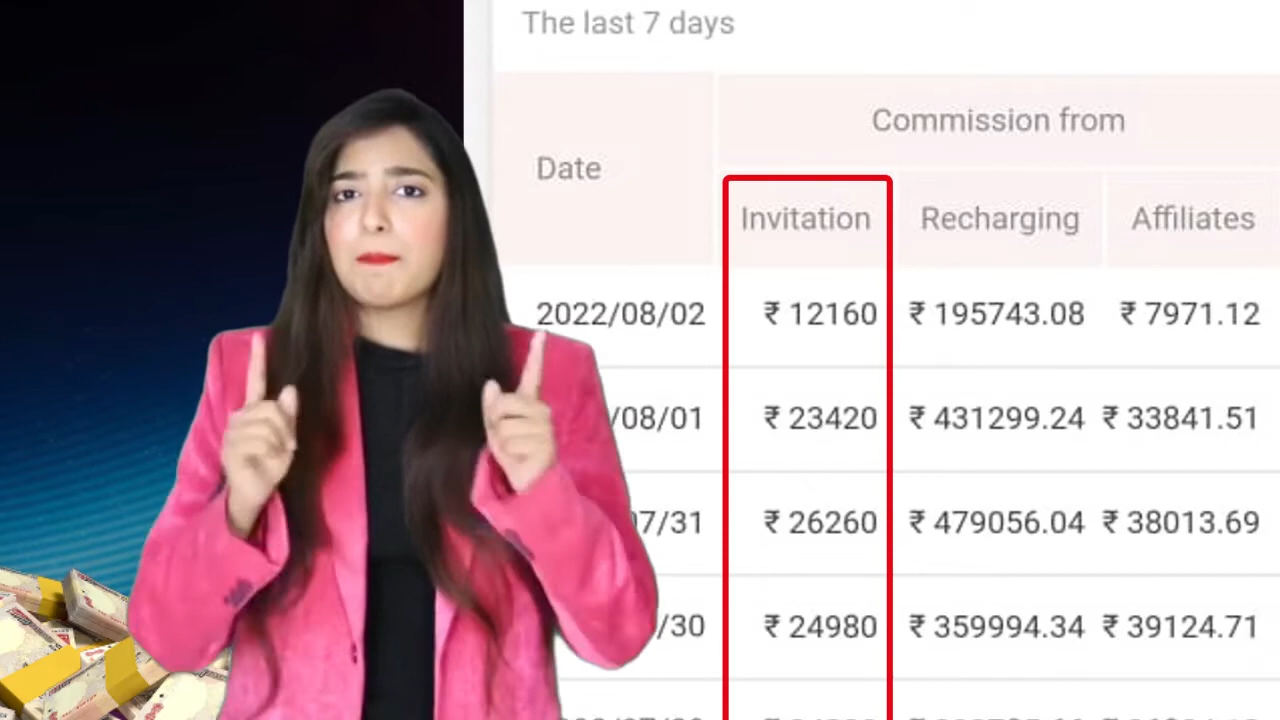 The last 7 days
Commission from
Date
Invitation Recharging Affiliates
2022/08/02 ₹ 12160 ₹ 195743.08 ₹ 7971.12
/08/01 ₹ 23420 ₹ 431299.24 ₹ 33841.51
07/31 ₹ 26260 ₹ 479056.04 ₹ 38013.69
/30 ₹ 24980 ₹ 359994.34 ₹ 39124.71